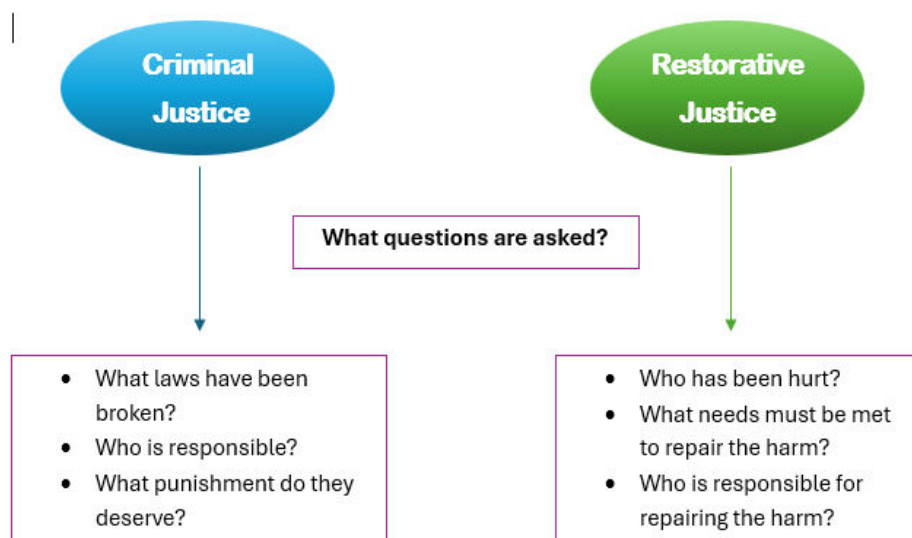 Criminal
Justice
Restorative
Justice
What questions are asked?
• What laws have been
broken?
• Who is responsible?
• What punishment do they
deserve?
• Who has been hurt?
• What needs must be met
to repair the harm?
• Who is responsible for
repairing the harm?